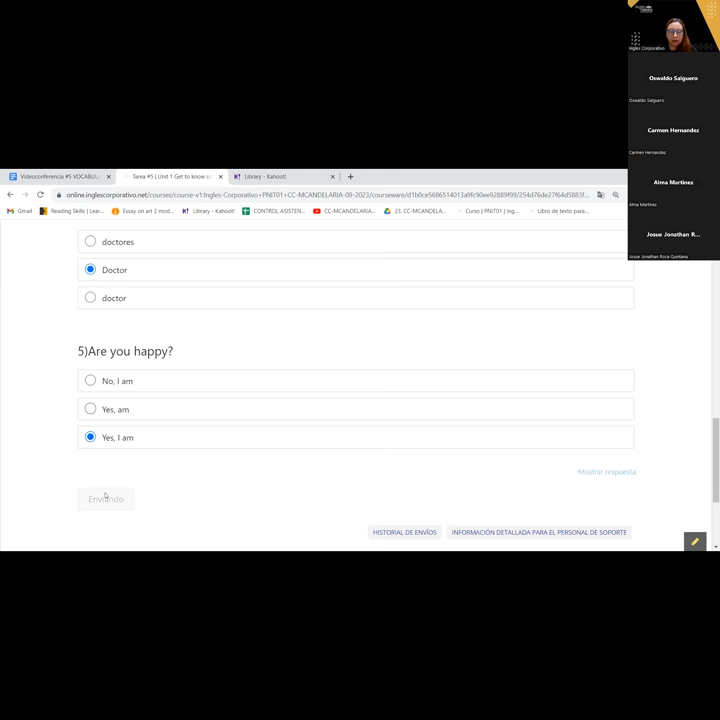 Ingles Corporativo
Oswaldo Salguero
Oswaldo Salguero
Carmen Hernandez
Carmen Hernandez
Alma Martinez
Alma Martinez
Josue Jonathan R...
Josue Jonathan Roca Quintana
Videoconferencia #5 VOCABUL
Tarea #5 | Unit 1 Get to know s
Library - Kahoot!
online.inglescorporativo.net/courses/course-v1:Ingles-Corporativo+PNIT01+CC-MCANDELARIA-09-2023/courseware/d1b0ce5686514013a9fc90ee92889f99/254d76de27f64d5883f...
Gmail
Reading Skills | Lear...
Essay on art 2 mod...
Library - Kahoot!
CONTROL ASISTEN...
CC-MCANDELARIA...
23. CC-MCANDELA...
Curso | PNIT01 | Ing...
Libro de texto para...
doctores
Doctor
doctor
5)Are you happy?
No, I am
Yes, am
Yes, I am
Mostrar respuesta
Enviando
HISTORIAL DE ENVÍOS
INFORMACIÓN DETALLADA PARA EL PERSONAL DE SOPORTE